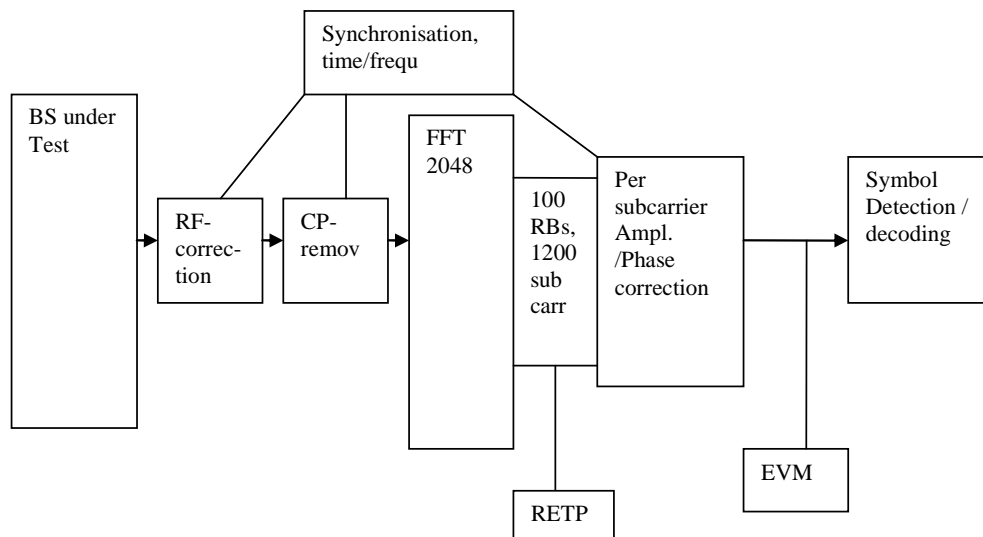 Synchronisation,
time/frequ
BS under
Test
RF-
correc-
tion
CP-
remov
FFT
2048
100
RBs,
1200
sub
carr
Per
subcarrier
Ampl.
/Phase
correction
Symbol
Detection /
decoding
RETP
EVM